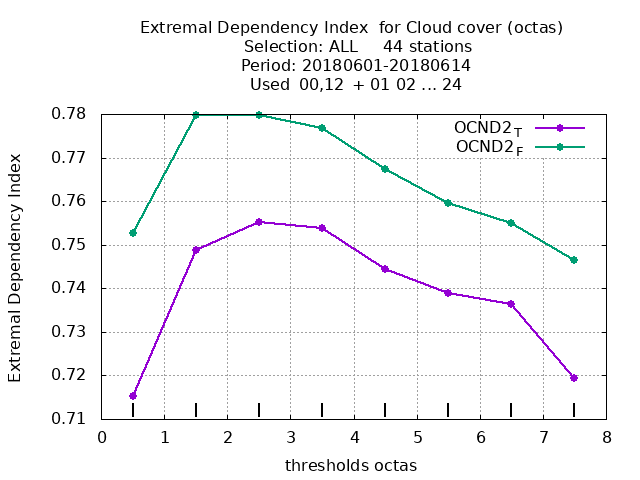 Extremal Dependency Index  for Cloud cover (octas)
Selection: ALL     44 stations
Period: 20180601-20180614
Used  00,12  + 01 02 ... 24
OCND2_T
OCND2_F
0.78
0.77
0.76
0.75
0.74
0.73
0.72
0.71
Extremal Dependency Index
0 1 2 3 4 5 6 7 8
thresholds octas